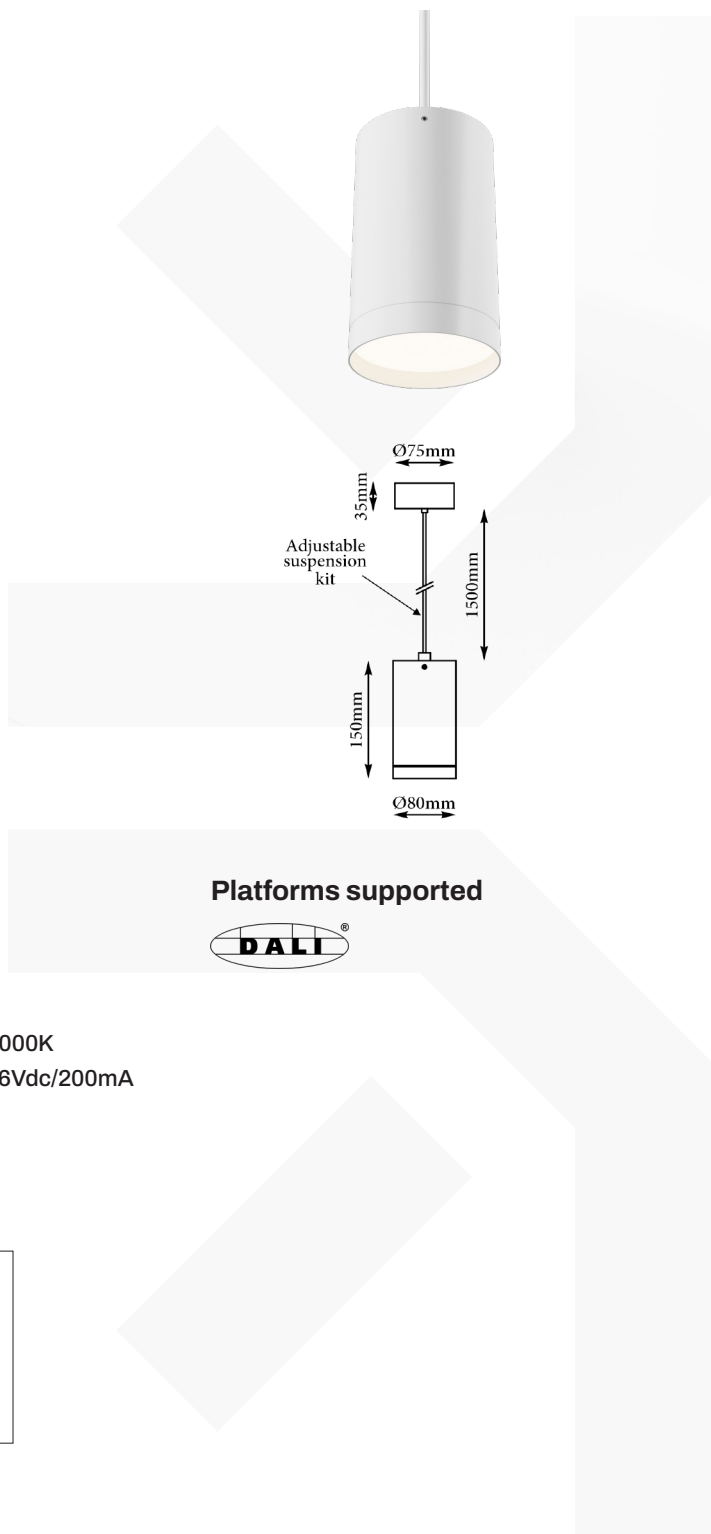 Ø75mm
35mm
Adjustable
suspension
kit
1500mm
150mm
Ø80mm
Platforms supported
DALI®
000K
6Vdc/200mA